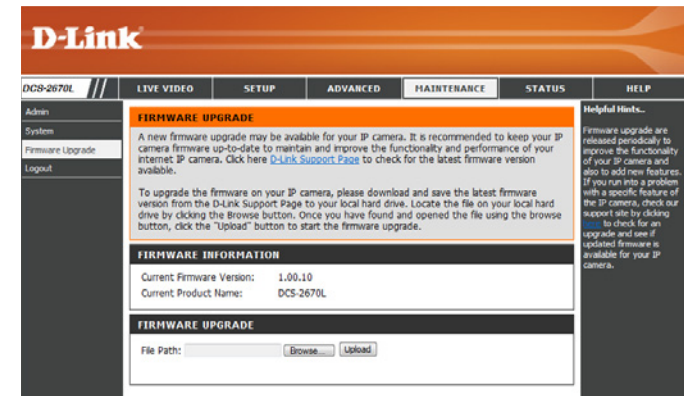 D-Link
DCS-2670L
LIVE VIDEO SETUP ADVANCED MAINTENANCE STATUS HELP
Admin
System
Firmware Upgrade
Logout
FIRMWARE UPGRADE
A new firmware upgrade may be available for your IP camera. It is recommended to keep your IP
camera firmware up-to-date to maintain and improve the functionality and performance of your
internet IP camera. Click here D-Link Support Page to check for the latest firmware version
available.
To upgrade the firmware on your IP camera, please download and save the latest firmware
version from the D-Link Support Page to your local hard drive. Locate the file on your local hard
drive by clicking the Browse button. Once you have found and opened the file using the browse
button, click the "Upload" button to start the firmware upgrade.
FIRMWARE INFORMATION
Current Firmware Version: 1.00.10
Current Product Name: DCS-2670L
FIRMWARE UPGRADE
File Path: Browse... Upload
Helpful Hints..
Firmware upgrade are
released periodically to
improve the functionality
of your IP camera and
also to add new features.
If you run into a problem
with a specific feature of
the IP camera, check our
support site by clicking
to check for an
upgrade and see if
updated firmware is
available for your IP
camera.